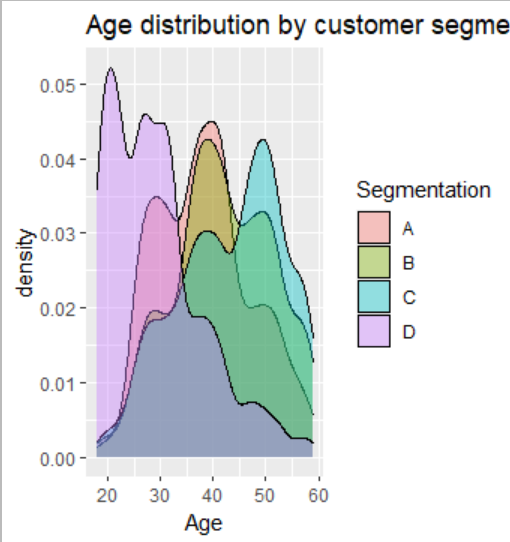 Age distribution by customer segme
density
0.05
0.04
0.03
0.02
0.01
0.00
20 30 40 50 60
Age
Segmentation
A
B
C
D